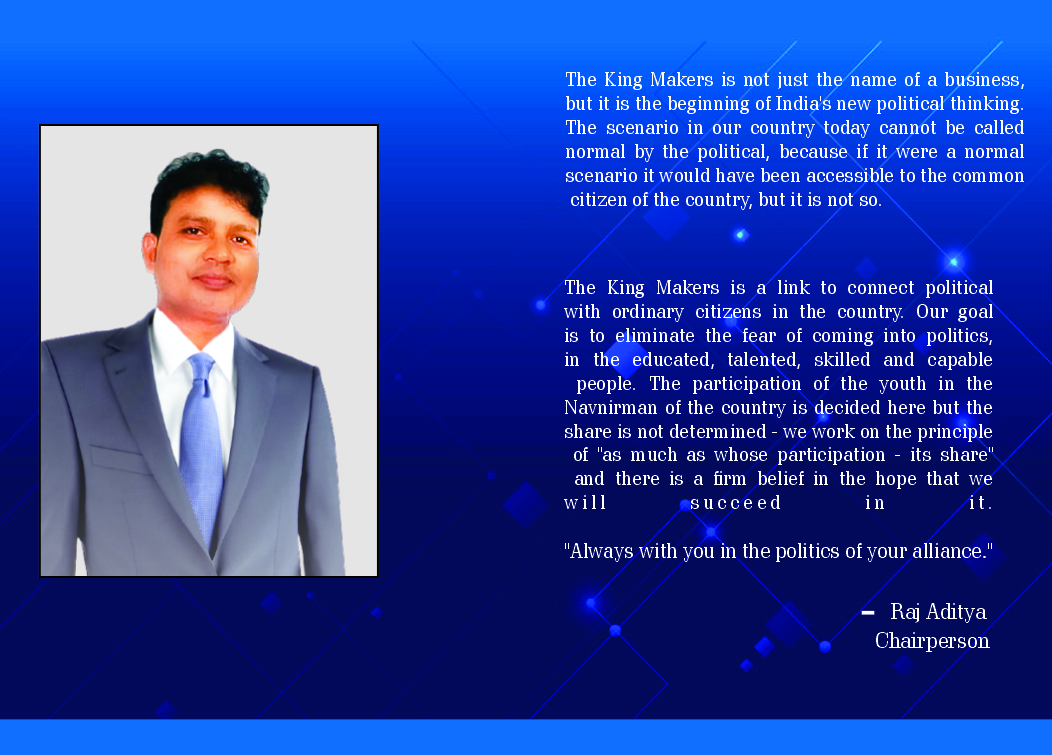 The King Makers is not just the name of a business,
but it is the beginning of India's new political thinking.
The scenario in our country today cannot be called
normal by the political, because if it were a normal
scenario it would have been accessible to the common
citizen of the country, but it is not so.
The King Makers is a link to connect political
with ordinary citizens in the country. Our goal
is to eliminate the fear of coming into politics,
in the educated, talented, skilled and capable
people. The participation of the youth in the
Navnirman of the country is decided here but the
share is not determined - we work on the principle
of "as much as whose participation - its share"
and there is a firm belief in the hope that we
will succeed in it.
"Always with you in the politics of your alliance."
– Raj Aditya
Chairperson